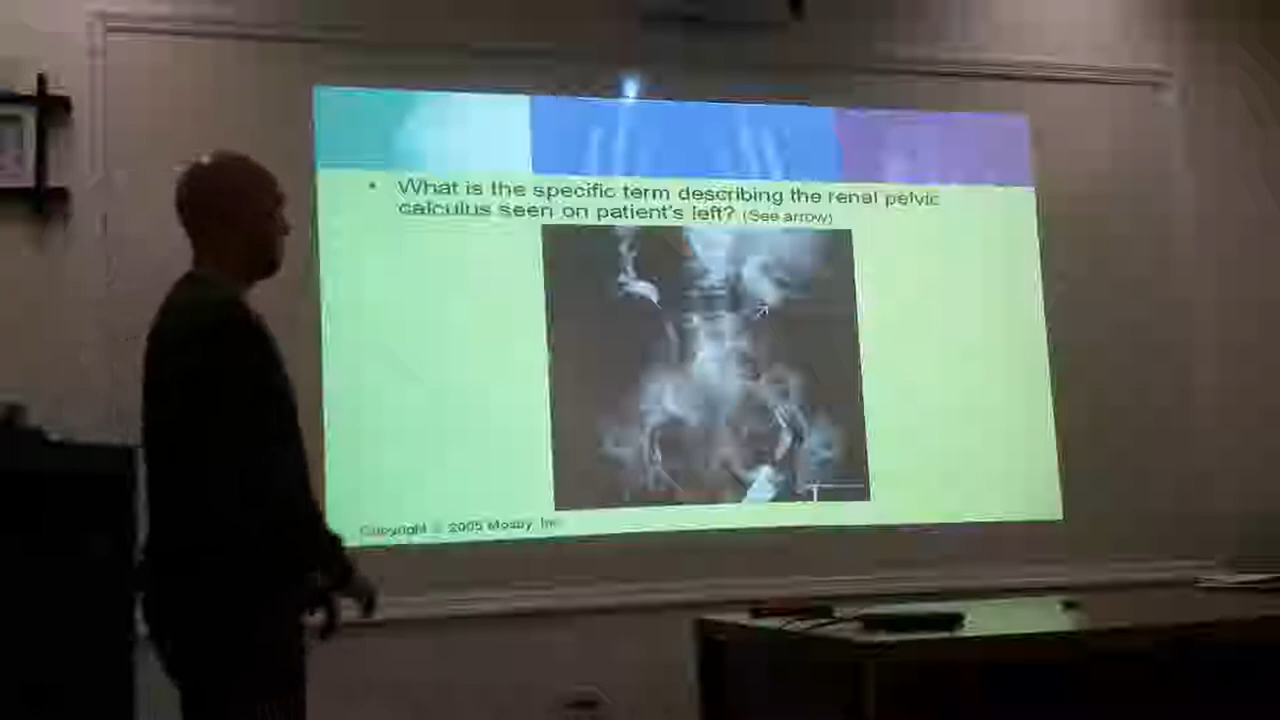 • What is the specific term describing the renal pelvic
calculus seen on patient's left? (See arrow)
Copyright © 2005 Mosby, Inc.